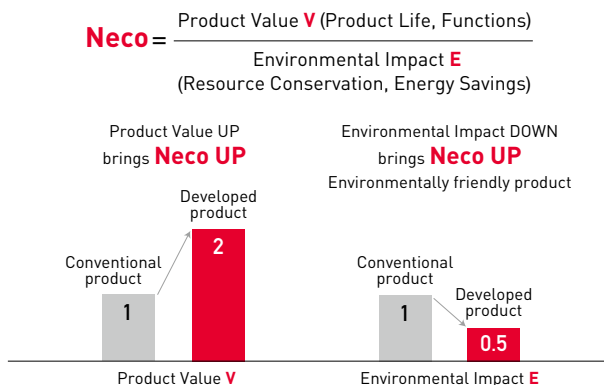 Neco = Product Value V (Product Life, Functions)
Environmental Impact E
(Resource Conservation, Energy Savings)
Product Value UP
brings Neco UP
Developed
product
2
Conventional
product
1
Product Value V
Environmental Impact DOWN
brings Neco UP
Environmentally friendly product
Conventional
product
1
Developed
product
0.5
Environmental Impact E